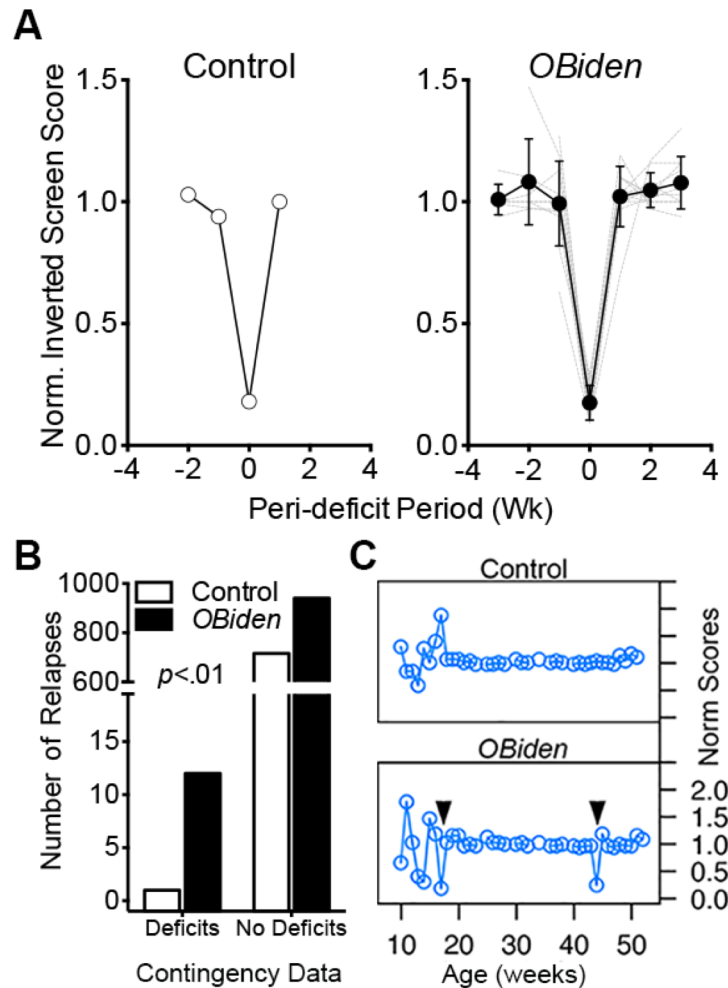 A
Control
OBiden
Norm. Inverted Screen Score
1.5
1.0
0.5
0.0
-4 -2 0 2 4
1.5
1.0
0.5
0.0
-4 -2 0 2 4
Peri-deficit Period (Wk)
B
Number of Relapses
1000
800
600
15
10
5
0
Control
OBiden
p<.01
Deficits No Deficits
Contingency Data
C
Control
OBiden
Norm Scores
2.0
1.5
1.0
0.5
0.0
10 20 30 40 50
Age (weeks)